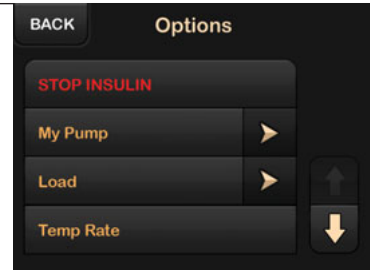 BACK
Options
STOP INSULIN
My Pump
Load
Temp Rate